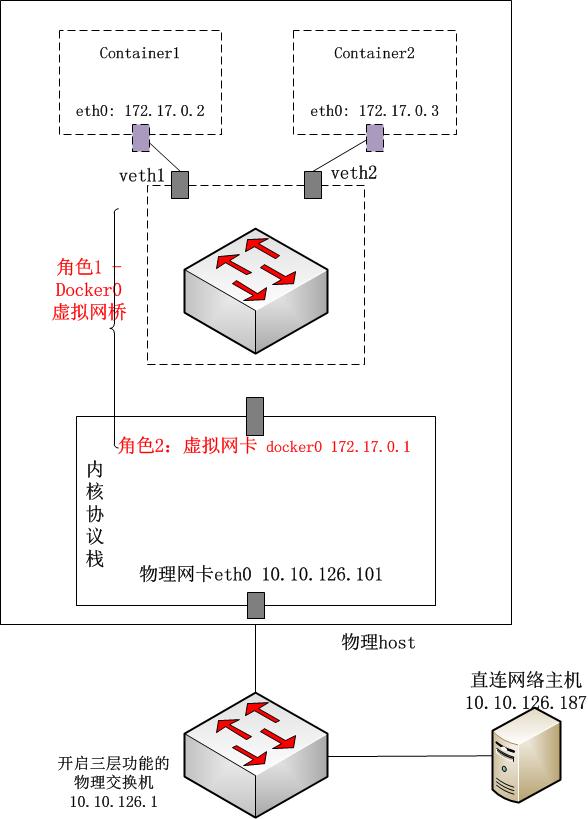 Container1
Container2
eth0: 172.17.0.2
eth0: 172.17.0.3
veth1
veth2
角色1 -
Docker0
虚拟网桥
角色2：虚拟网卡 docker0 172.17.0.1
内
核
协
议
栈
物理网卡eth0 10.10.126.101
物理host
直连网络主机
10.10.126.187
开启三层功能的
物理交换机
10.10.126.1